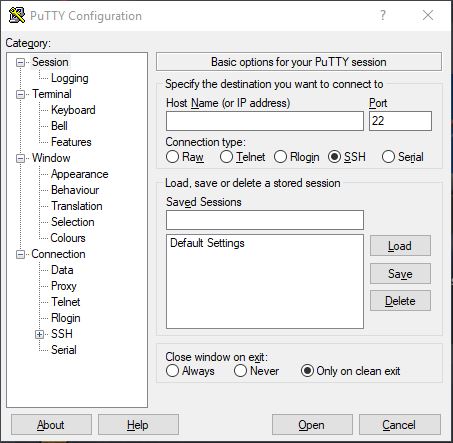 PuTTY Configuration
Category:
Session
Logging
Terminal
Keyboard
Bell
Features
Window
Appearance
Behaviour
Translation
Selection
Colours
Connection
Data
Proxy
Telnet
Rlogin
SSH
Serial
Basic options for your PuTTY session
Specify the destination you want to connect to
Host Name (or IP address) Port
22
Connection type:
Raw Telnet Rlogin SSH Serial
Load, save or delete a stored session
Saved Sessions
Default Settings
Load
Save
Delete
Close window on exit:
Always Never Only on clean exit
About Help Open Cancel